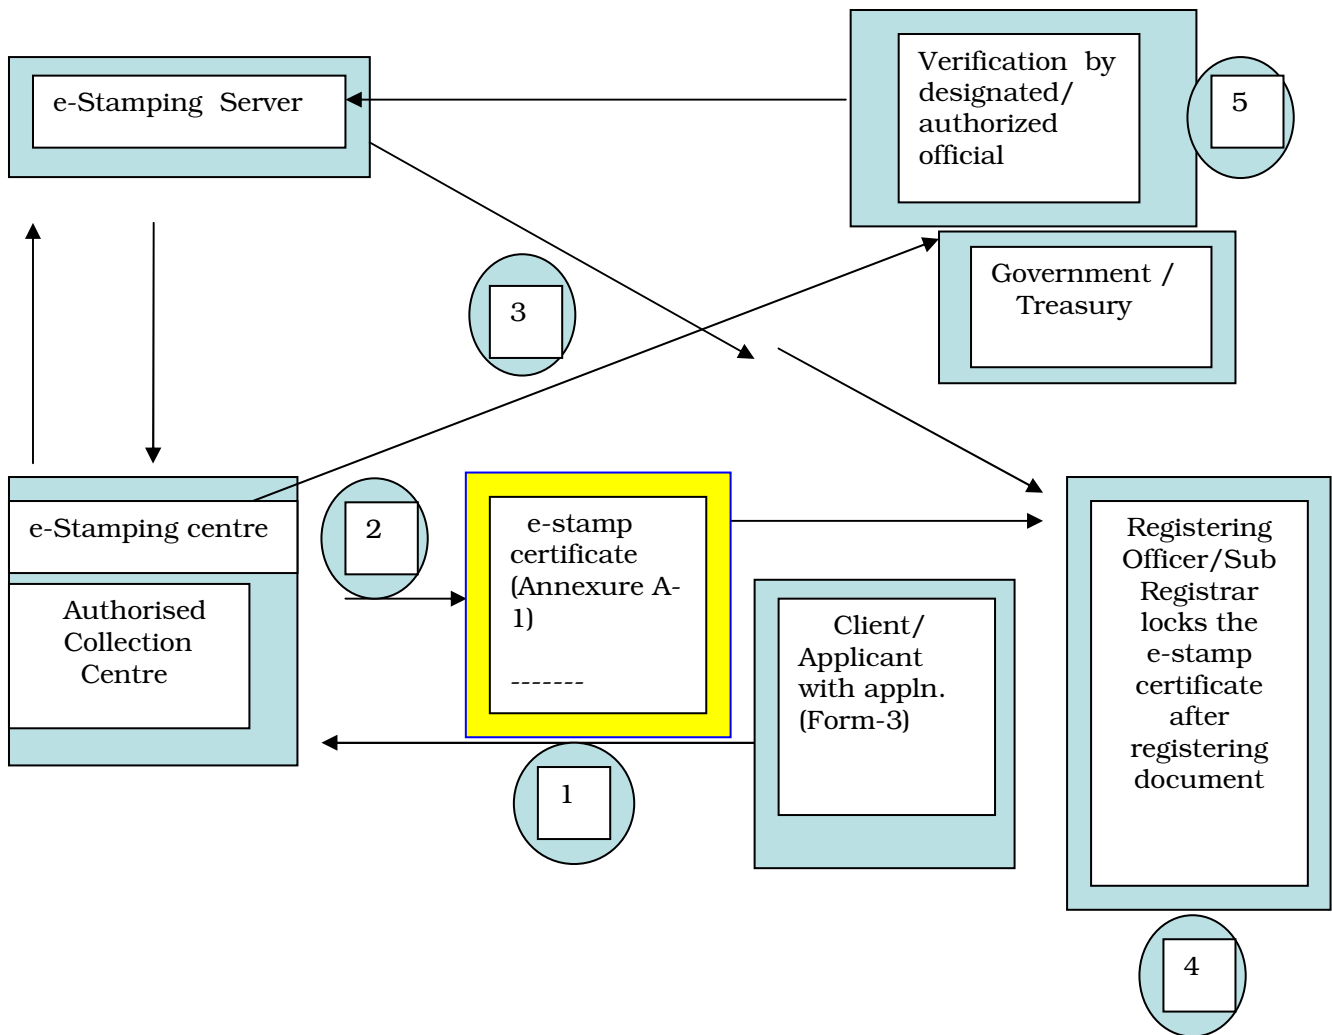 e-Stamping Server
Verification by
designated/
authorized
official
5
Government /
Treasury
3
e-Stamping centre
Authorised
Collection
Centre
2
e-stamp
certificate
(Annexure A-
1)
-------
Client/
Applicant
with appln.
(Form-3)
1
Registering
Officer/Sub
Registrar
locks the
e-stamp
certificate
after
registering
document
4